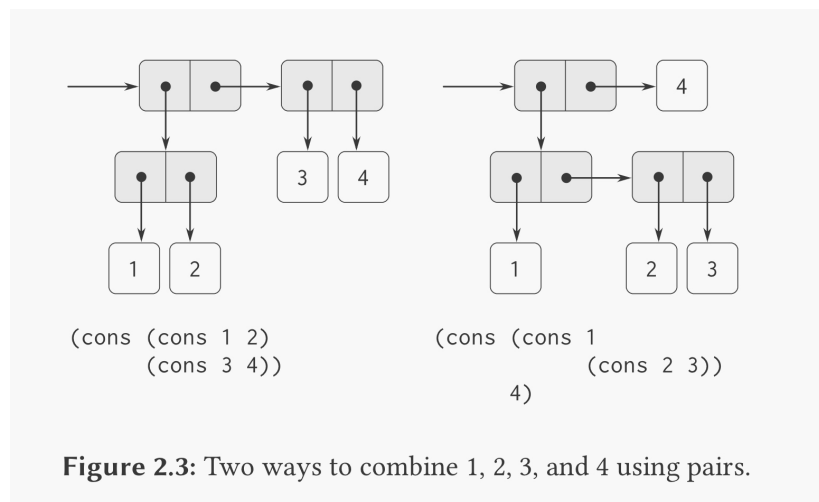 4
3 4
1 2
1 2 3
(cons (cons 1 2)
      (cons 3 4))
(cons (cons 1
            (cons 2 3))
      4)
Figure 2.3: Two ways to combine 1, 2, 3, and 4 using pairs.